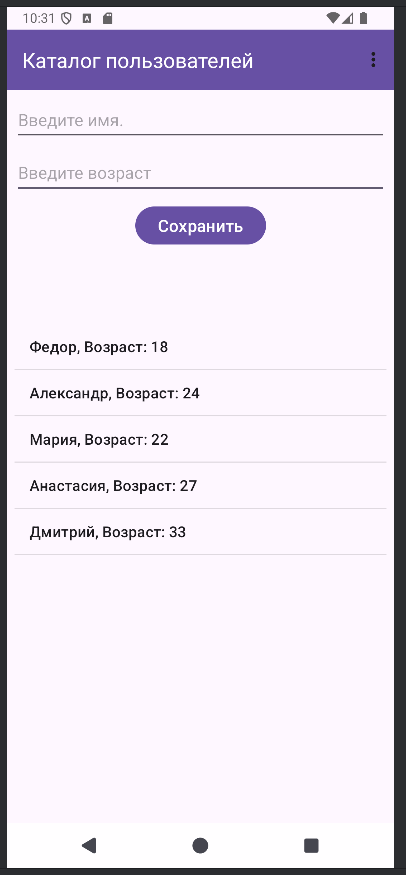 10:31
Каталог пользователей
Введите имя.
Введите возраст
Сохранить
Федор, Возраст: 18
Александр, Возраст: 24
Мария, Возраст: 22
Анастасия, Возраст: 27
Дмитрий, Возраст: 33